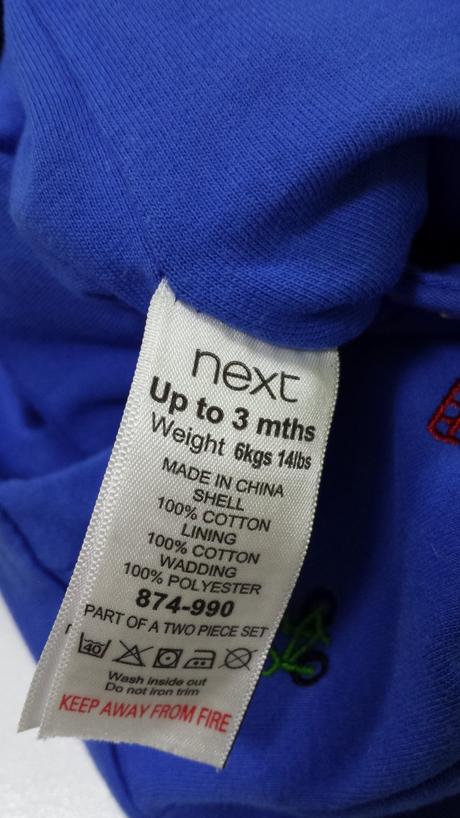 next
Up to 3 mths
Weight 6kgs 14lbs
MADE IN CHINA
SHELL
100% COTTON
LINING
100% COTTON
WADDING
100% POLYESTER
874-990
PART OF A TWO PIECE SET
40
Wash inside out
Do not iron trim
KEEP AWAY FROM FIRE